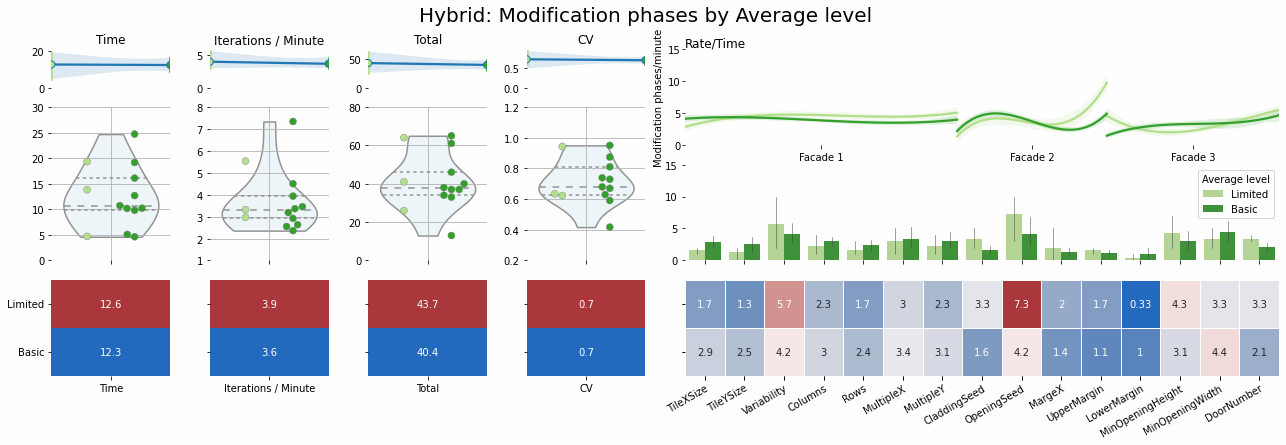 Hybrid: Modification phases by Average level
Time
Iterations / Minute
Total
CV
Rate/Time
20
0
5
0
50
0
0.5
0.0
Modification phases/minute
15
10
5
0
Facade 1
Facade 2
Facade 3
30
25
20
15
10
5
0
8
7
6
5
4
3
2
1
80
60
40
20
0
1.2
1.0
0.8
0.6
0.4
0.2
15
10
5
0
Average level
Limited
Basic
Limited
12.6
3.9
43.7
0.7
1.7
1.3
5.7
2.3
1.7
3
2.3
3.3
7.3
2
1.7
0.33
4.3
3.3
3.3
Basic
12.3
3.6
40.4
0.7
2.9
2.5
4.2
3
2.4
3.4
3.1
1.6
4.2
1.4
1.1
1
3.1
4.4
2.1
Time
Iterations / Minute
Total
CV
TileXSize
TileYSize
Variability
Columns
Rows
MultipleX
MultipleY
CladdingSeed
OpeningSeed
MargeX
UpperMargin
LowerMargin
MinOpeningHeight
MinOpeningWidth
DoorNumber